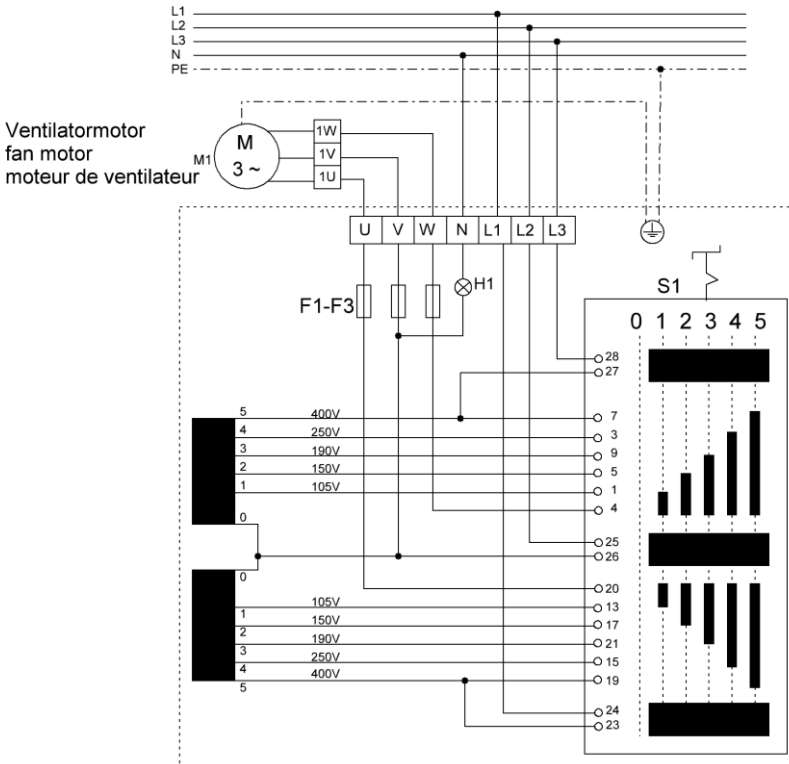 L1
L2
L3
N
PE
Ventilatormotor
fan motor
moteur de ventilateur
M1
M
3 ~
1W
1V
1U
U V W N L1 L2 L3
F1-F3
H1
S1
0 1 2 3 4 5
28
27
5 400V 7
4 250V 3
3 190V 9
2 150V 5
1 105V 1
4
0
25
26
0
20
105V 13
1
150V 17
2
190V 21
3
250V 15
4
400V 19
5
24
23